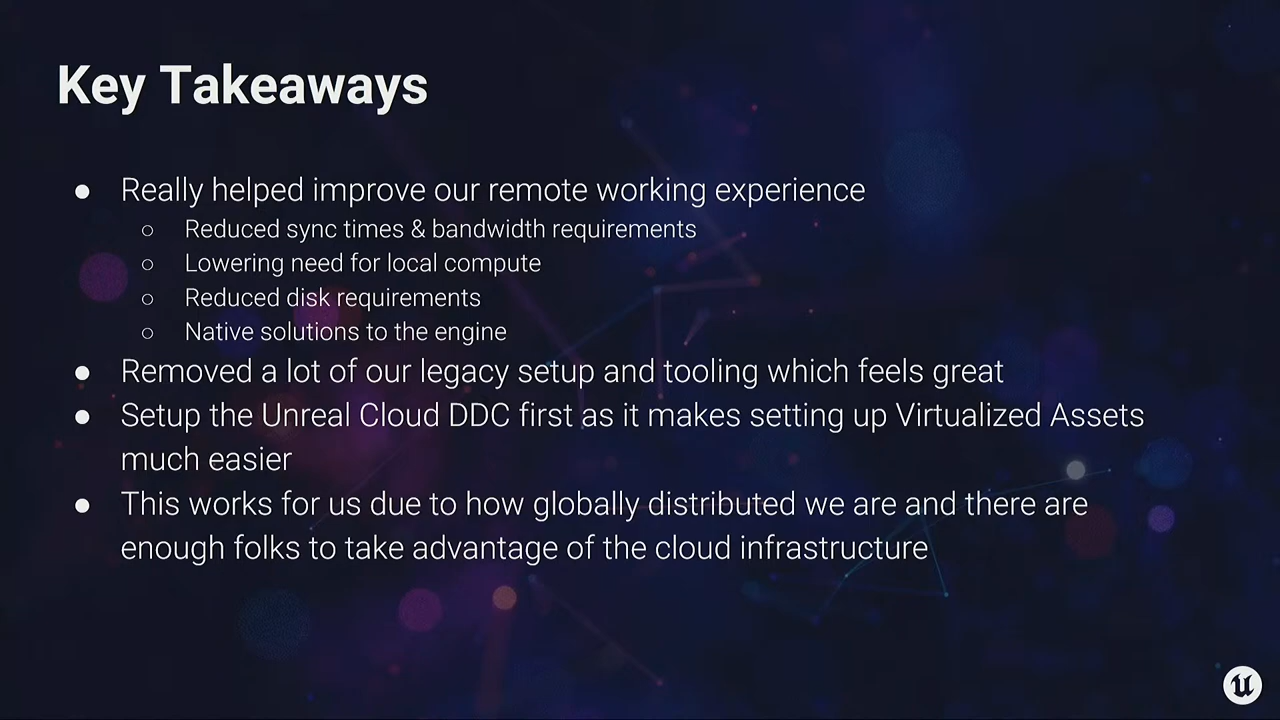 Key Takeaways
● Really helped improve our remote working experience
○ Reduced sync times & bandwidth requirements
○ Lowering need for local compute
○ Reduced disk requirements
○ Native solutions to the engine
● Removed a lot of our legacy setup and tooling which feels great
● Setup the Unreal Cloud DDC first as it makes setting up Virtualized Assets
much easier
● This works for us due to how globally distributed we are and there are
enough folks to take advantage of the cloud infrastructure